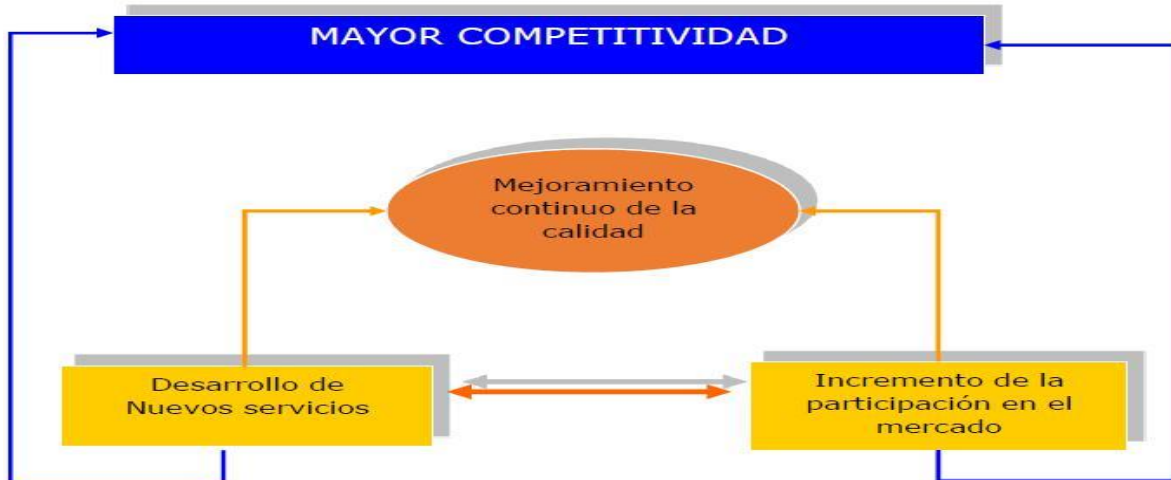 MAYOR COMPETITIVIDAD
Mejoramiento
continuo de la
calidad
Desarrollo de
Nuevos servicios
Incremento de la
participación en el
mercado